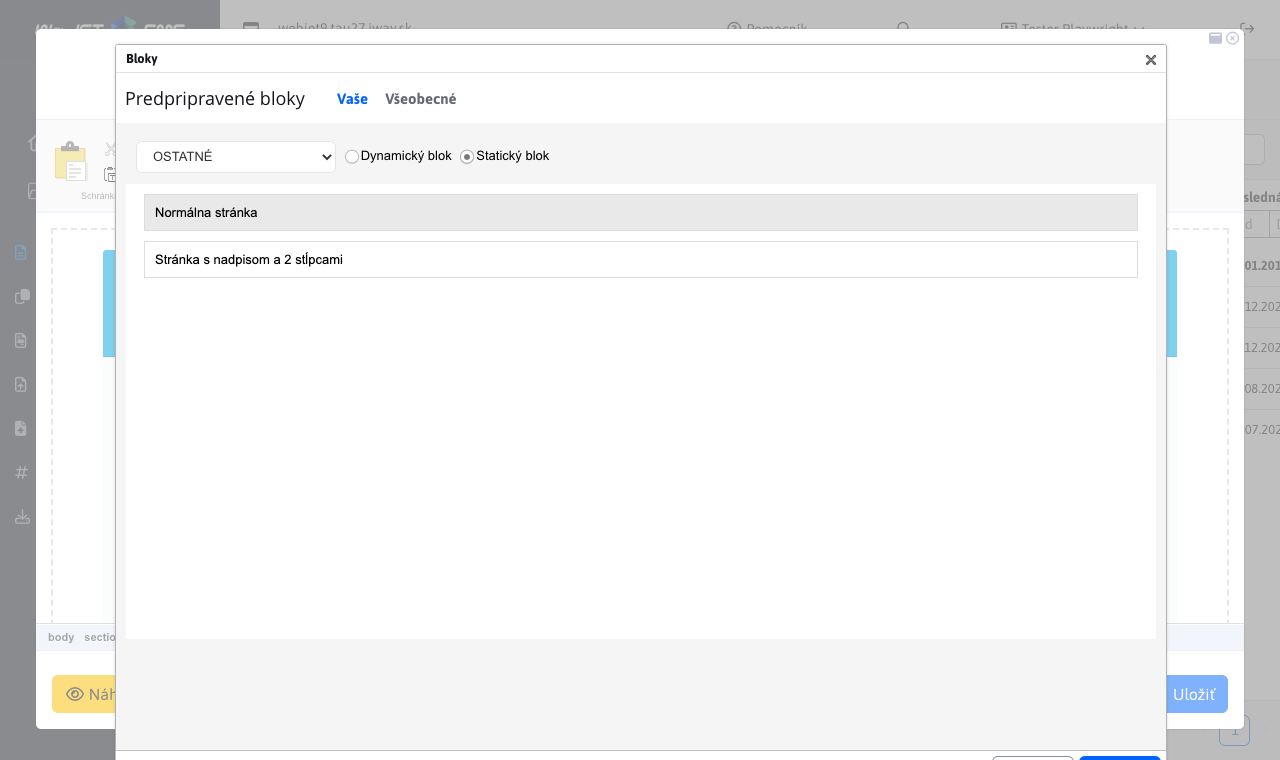 webjet9.tau27.iway.sk
Pomocník
Tester Playwright
Bloky
Predpripravené bloky
Vaše
Všeobecné
Schránk
OSTATNÉ
Dynamický blok
Statický blok
Normálna stránka
Stránka s nadpisom a 2 stĺpcami
sledná
01.201
12.202
12.202
08.202
07.202
body sectio
Náh
Uložiť
1